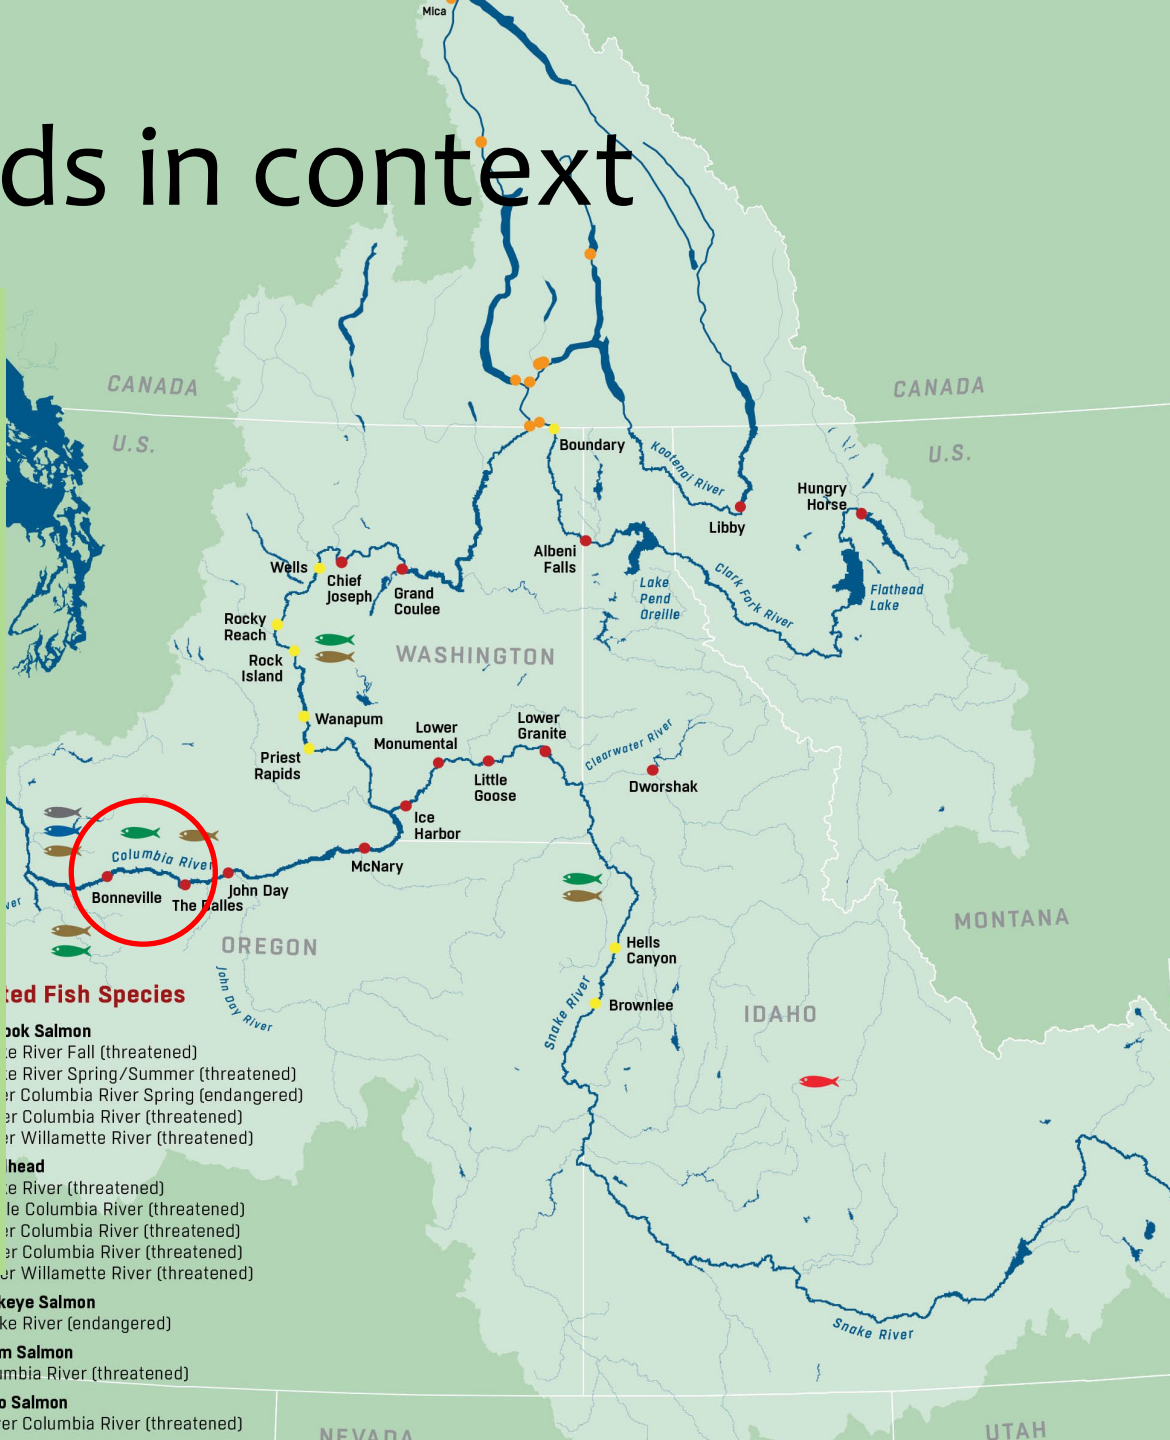 Mica
ds in context
CANADA
CANADA
U.S.
U.S.
Boundary
Kootenai River
Hungry
Horse
Libby
Albeni
Falls
Wells
Chief
Joseph
Grand
Coulee
Lake
Pend
Oreille
Clark Fork River
Flathead
Lake
Rocky
Reach
Rock
Island
WASHINGTON
Wanapum
Lower
Monumental
Lower
Granite
Priest
Rapids
Little
Goose
Clearwater River
Dworshak
Ice
Harbor
Columbia River
McNary
Bonneville
The Dalles
John Day
ver
OREGON
MONTANA
Hells
Canyon
John Day River
Snake River
Brownlee
IDAHO
ted Fish Species
ook Salmon
ke River Fall (threatened)
ke River Spring/Summer (threatened)
er Columbia River Spring (endangered)
er Columbia River (threatened)
er Willamette River (threatened)
lhead
ke River (threatened)
le Columbia River (threatened)
er Columbia River (threatened)
er Columbia River (threatened)
er Willamette River (threatened)
keye Salmon
ke River (endangered)
m Salmon
umbia River (threatened)
o Salmon
er Columbia River (threatened)
Snake River
NEVADA
UTAH